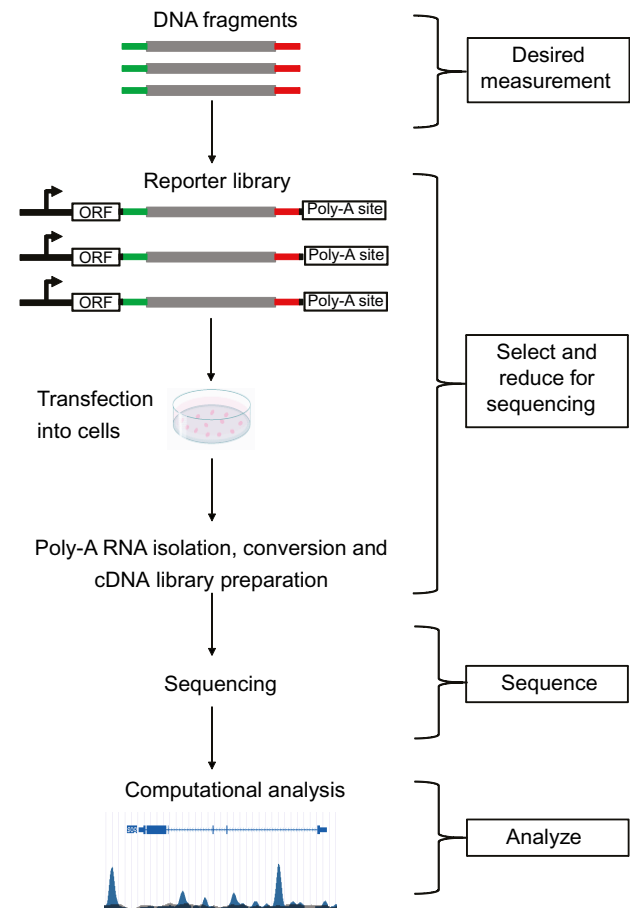 DNA fragments
Desired
measurement
Reporter library
ORF
Poly-A site
ORF
Poly-A site
ORF
Poly-A site
Select and
reduce for
sequencing
Transfection
into cells
Poly-A RNA isolation, conversion and
cDNA library preparation
Sequencing
Sequence
Computational analysis
Analyze